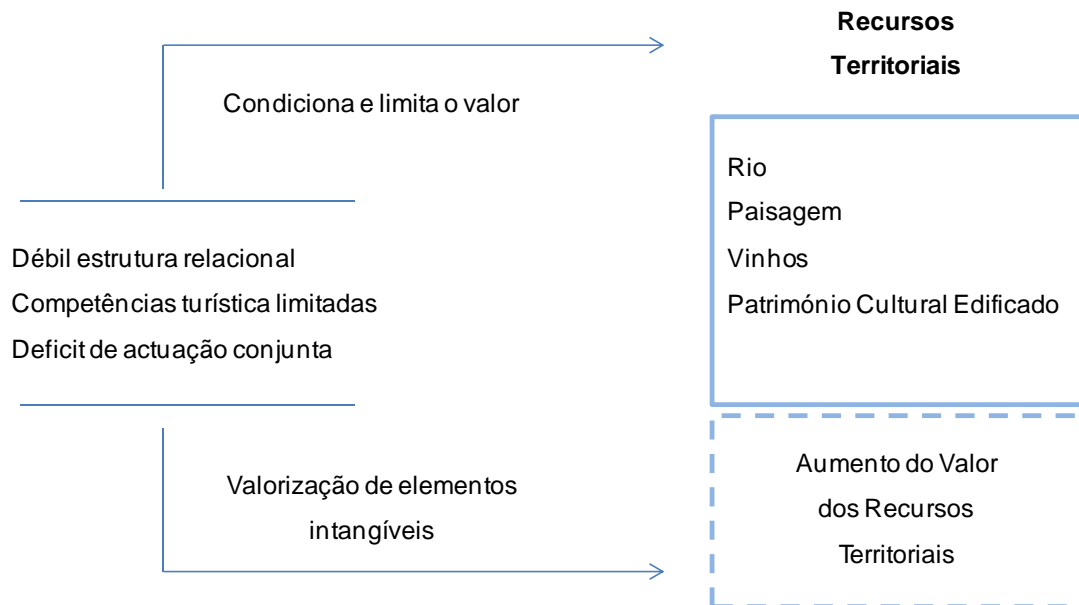 Recursos
Territoriais
Condiciona e limita o valor
Rio
Paisagem
Vinhos
Património Cultural Edificado
Débil estrutura relacional
Competências turística limitadas
Deficit de actuação conjunta
Valorização de elementos
intangíveis
Aumento do Valor
dos Recursos
Territoriais